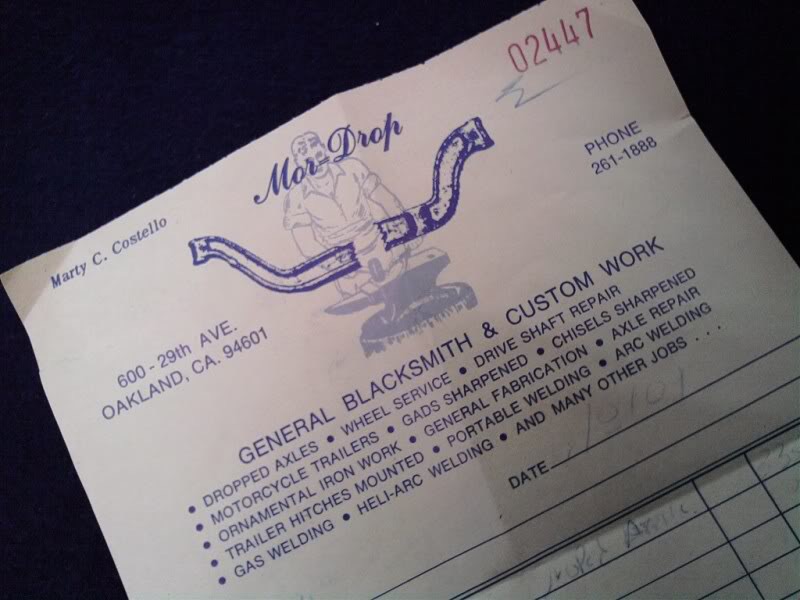 02447
Mor-Drop
PHONE
261-1888
Marty C. Costello
600 - 29th AVE.
OAKLAND, CA. 94601
GENERAL BLACKSMITH & CUSTOM WORK
• DROPPED AXLES • WHEEL SERVICE • DRIVE SHAFT REPAIR
• MOTORCYCLE TRAILERS • GADS SHARPENED • CHISELS SHARPENED
• ORNAMENTAL IRON WORK • GENERAL FABRICATION • AXLE REPAIR
• TRAILER HITCHES MOUNTED • PORTABLE WELDING • ARC WELDING
• GAS WELDING • HELI-ARC WELDING • AND MANY OTHER JOBS . . .
DATE